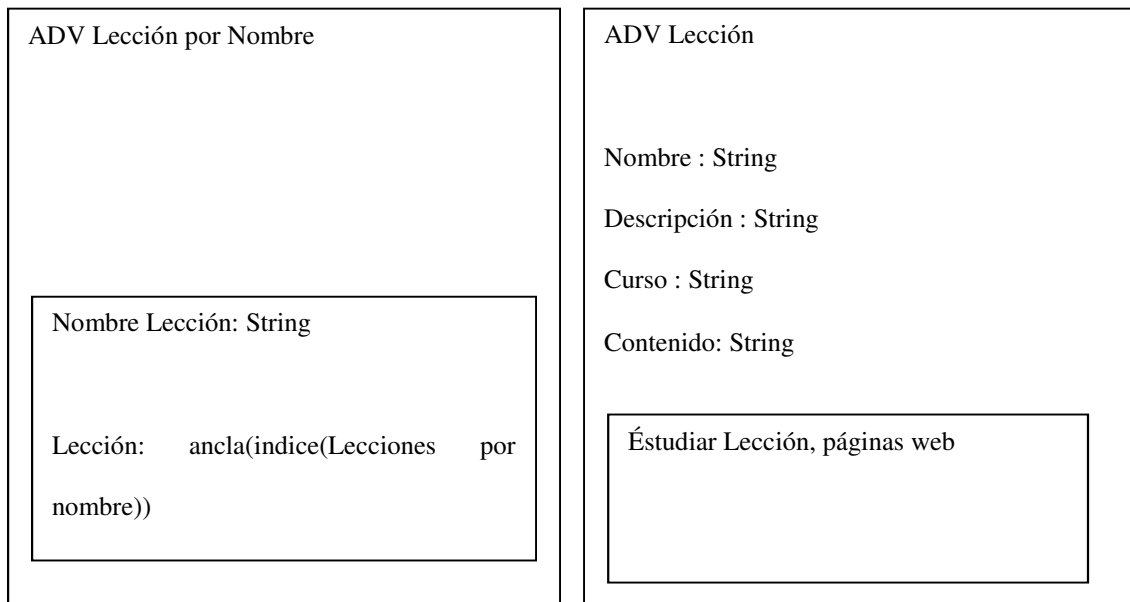 ADV Lección por Nombre
Nombre Lección: String
Lección: ancla(indice(Lecciones por
nombre))
ADV Lección
Nombre : String
Descripción : String
Curso : String
Contenido: String
Éstudiar Lección, páginas web